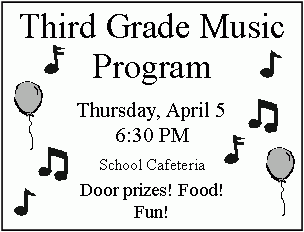 Third Grade Music
Program
Thursday, April 5
6:30 PM
School Cafeteria
Door prizes! Food!
Fun!